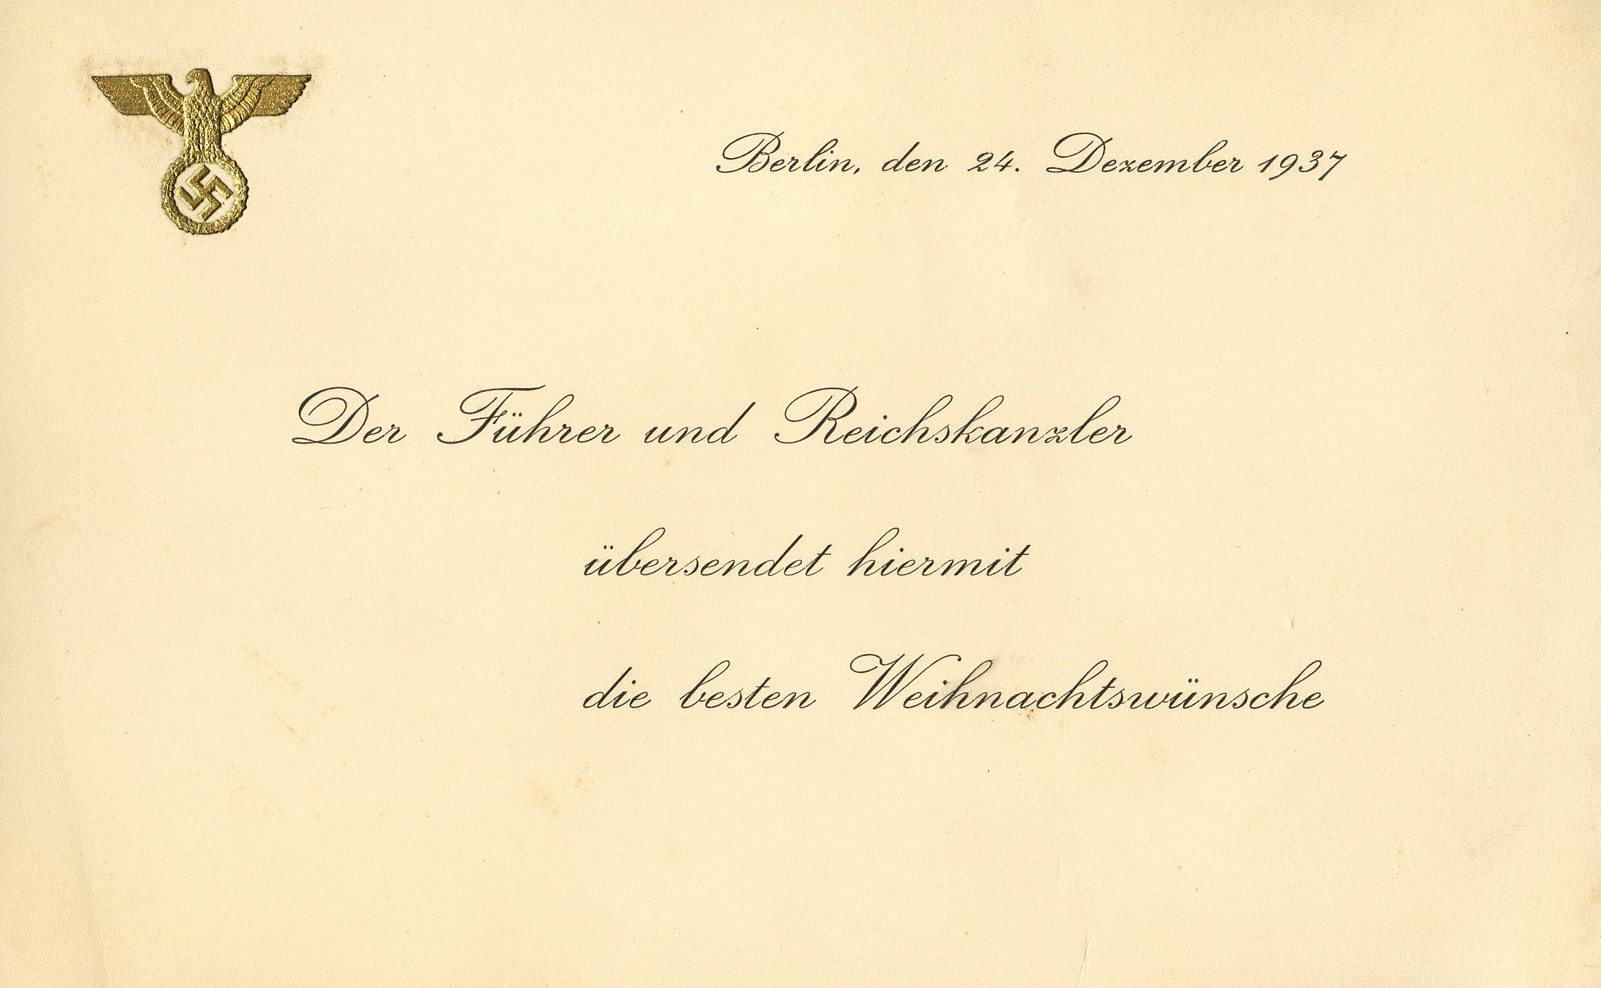 Berlin, den 24. Dezember 1937
Der Führer und Reichskanzler
übersendet hiermit
die besten Weihnachtswünsche